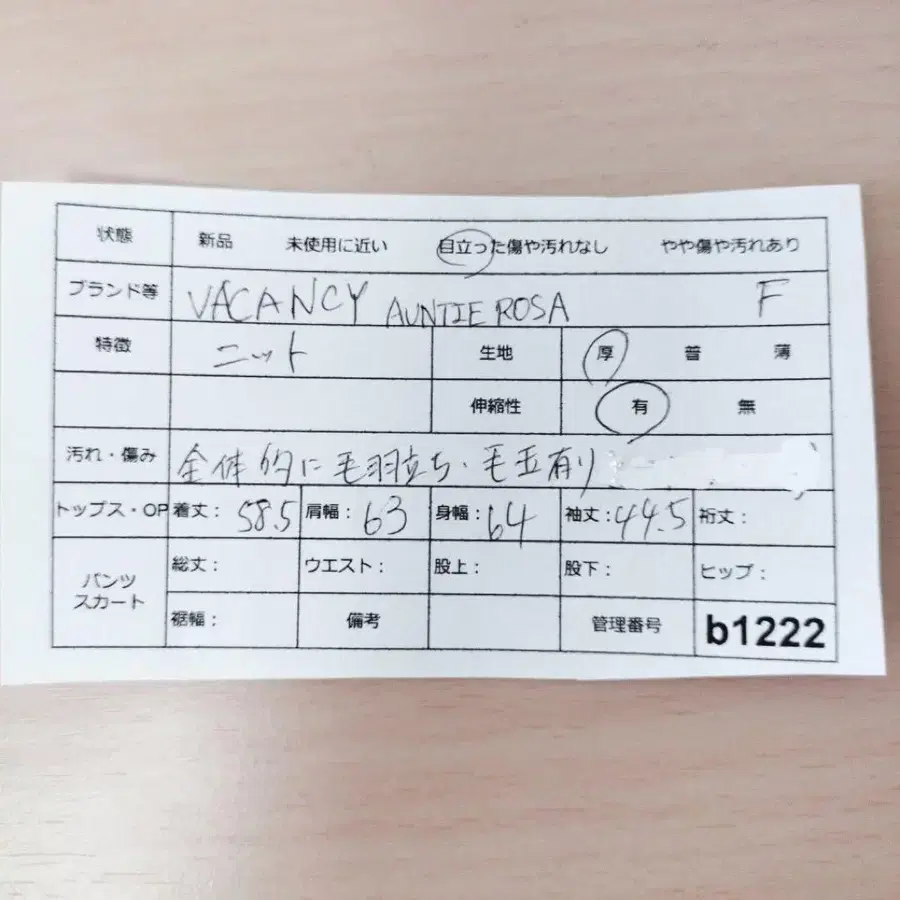 状態 新品 未使用に近い 目立った傷や汚れなし やや傷や汚れあり
ブランド等 VACANCY AUNTIE ROSA F
特徴 ニット 生地 厚 普 薄
伸縮性 有 無
汚れ・傷み 全体的に毛羽立ち・毛玉有り
トップス・OP 着丈: 58.5 肩幅: 63 身幅: 64 袖丈: 44.5 裄丈:
パンツ スカート 総丈: ウエスト: 股上: 股下: ヒップ:
裾幅: 備考 管理番号 b1222